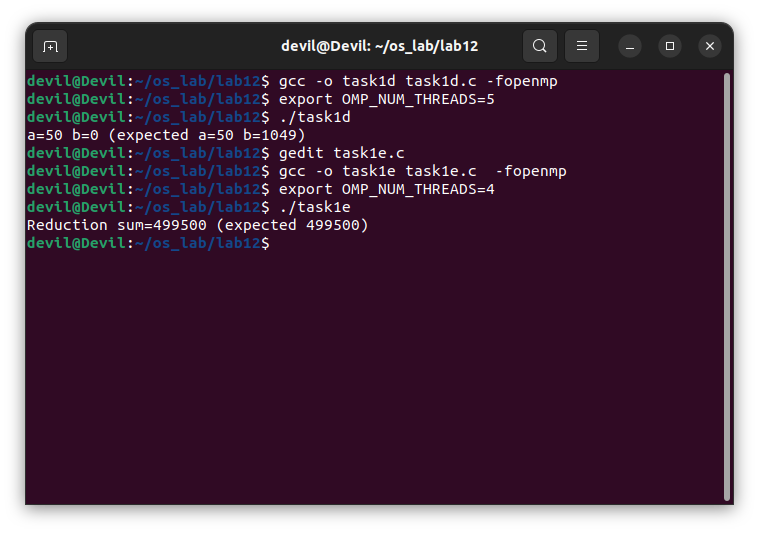 devil@Devil: ~/os_lab/lab12
devil@Devil:~/os_lab/lab12$ gcc -o task1d task1d.c -fopenmp
devil@Devil:~/os_lab/lab12$ export OMP_NUM_THREADS=5
devil@Devil:~/os_lab/lab12$ ./task1d
a=50 b=0 (expected a=50 b=1049)
devil@Devil:~/os_lab/lab12$ gedit task1e.c
devil@Devil:~/os_lab/lab12$ gcc -o task1e task1e.c  -fopenmp
devil@Devil:~/os_lab/lab12$ export OMP_NUM_THREADS=4
devil@Devil:~/os_lab/lab12$ ./task1e
Reduction sum=499500 (expected 499500)
devil@Devil:~/os_lab/lab12$